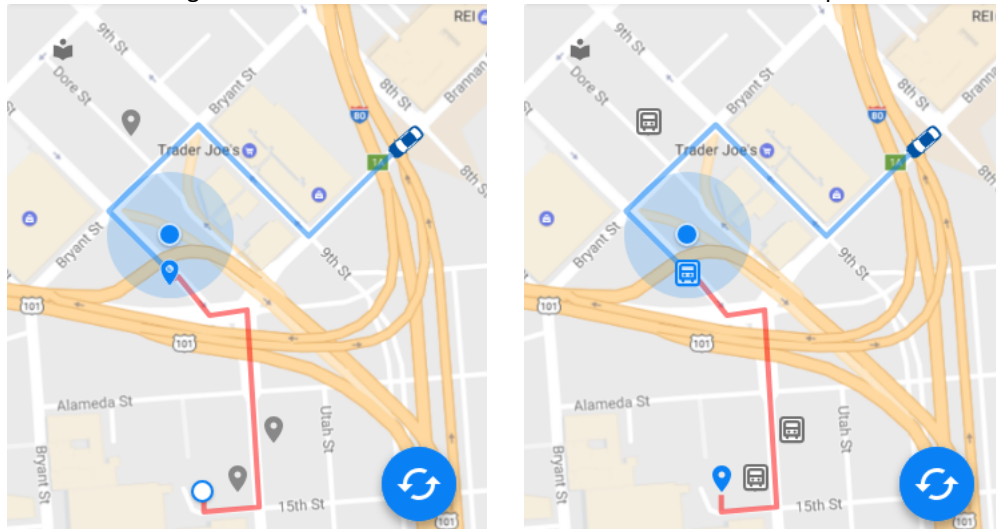 REI
9th St
Dore St
Bryant St
8th St
Brannan
80
Trader Joe's
1A
8th St
Bryant St
9th St
101
101
Alameda St
Utah St
Bryant St
15th St
101
REI
9th St
Dore St
Bryant St
8th St
80
Trader Joe's
1A
8th
Bryant St
9th St
101
101
Alameda St
Utah St
Bryant St
15th St
101